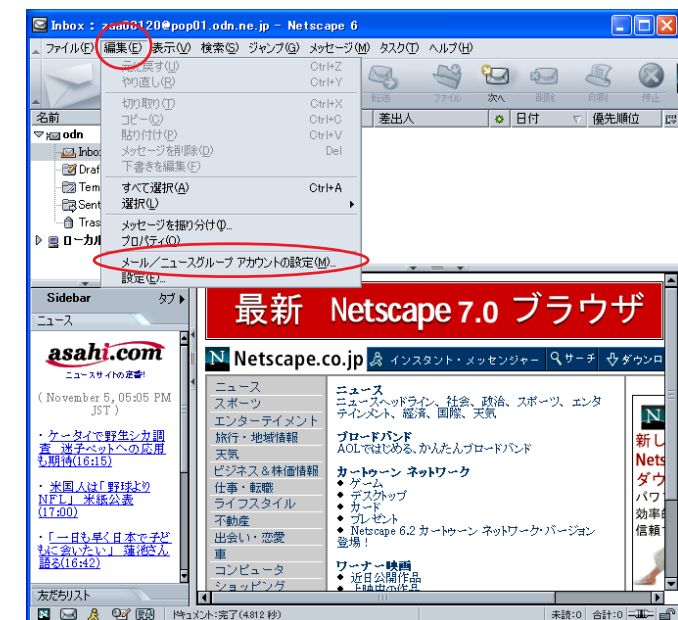 Inbox : zaa06120@pop01.odn.ne.jp - Netscape 6
ファイル(F) 編集(E) 表示(V) 検索(S) ジャンプ(G) メッセージ(M) タスク(T) ヘルプ(H)
元に戻す(U) Ctrl+Z
やり直し(R) Ctrl+Y
転送 ファイル 次へ 削除 印刷 停止
切り取り(T) Ctrl+X
名前 コピー(C) Ctrl+C 差出人 日付 優先順位
odn 貼り付け(P) Ctrl+V
Inbo メッセージを削除(D) Del
Draf 下書きを編集(F)
Tem すべて選択(A) Ctrl+A
Sent 選択(L)
Tras メッセージを振り分け(I)...
ローカル プロパティ(O)
メール／ニュースグループ アカウントの設定(M)...
設定(E)...
Sidebar タブ
ニュース
asahi.com
ニュースサイトの定番!
(November 5, 05:05 PM
JST)
・ケータイで野生シカ調
査 迷子ペットへの応用
も期待(16:15)
・米国人は「野球より
NFL」 米紙公表
(17:00)
・「一日も早く日本で子ど
もに会いたい」 蓮池さん
語る(16:42)
友だちリスト
最新 Netscape 7.0 ブラウザ
N Netscape.co.jp インスタント・メッセンジャー サーチ ダウンロ
ニュース
スポーツ
エンターテイメント
旅行・地域情報
天気
ビジネス＆株価情報
仕事・転職
ライフスタイル
不動産
出会い・恋愛
車
コンピュータ
ショッピング
ニュース
ニュースヘッドライン、社会、政治、スポーツ、エンタ
テインメント、経済、国際、天気
ブロードバンド
AOLではじめる、かんたんブロードバンド
カートゥーン ネットワーク
◆ ゲーム
◆ デスクトップ
◆ カード
◆ プレゼント
◆ Netscape 6.2 カートゥーン ネットワーク・バージョン
登場！
ワーナー映画
◆ 近日公開作品
◆ 上映中の作品
N
新し
Nets
ダウ
パワ
効率的
信頼
ドキュメント:完了(4.812 秒) 未読:0 合計:0